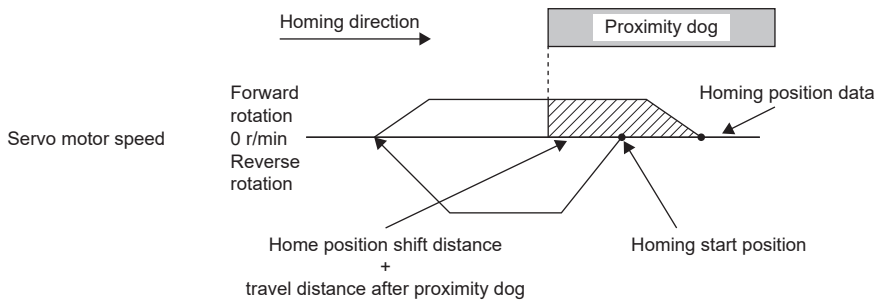 Homing direction
Proximity dog
Forward
rotation
Homing position data
Servo motor speed
0 r/min
Reverse
rotation
Home position shift distance
+
travel distance after proximity dog
Homing start position